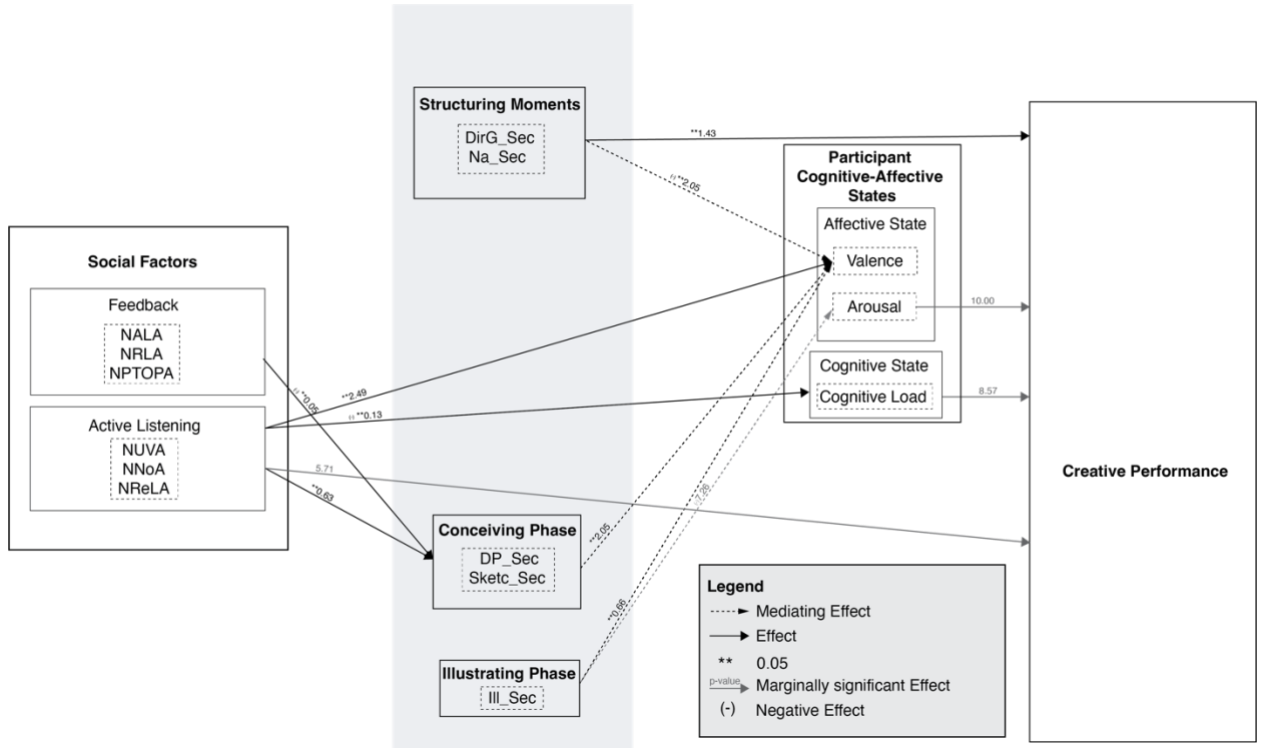 Structuring Moments
DirG_Sec
Na_Sec
**1.43
**2.05
Participant
Cognitive-Affective
States
Affective State
Valence
Arousal
10.00
Cognitive State
Cognitive Load
8.57
Social Factors
Feedback
NALA
NRLA
NPTOPA
Active Listening
NUVA
NNoA
NReLA
**0.05
**2.49
**0.13
5.71
**0.63
Conceiving Phase
DP_Sec
Sketc_Sec
**2.05
7.26
**0.66
Illustrating Phase
Ill_Sec
Creative Performance
Legend
Mediating Effect
Effect
** 0.05
p-value
Marginally significant Effect
(-) Negative Effect